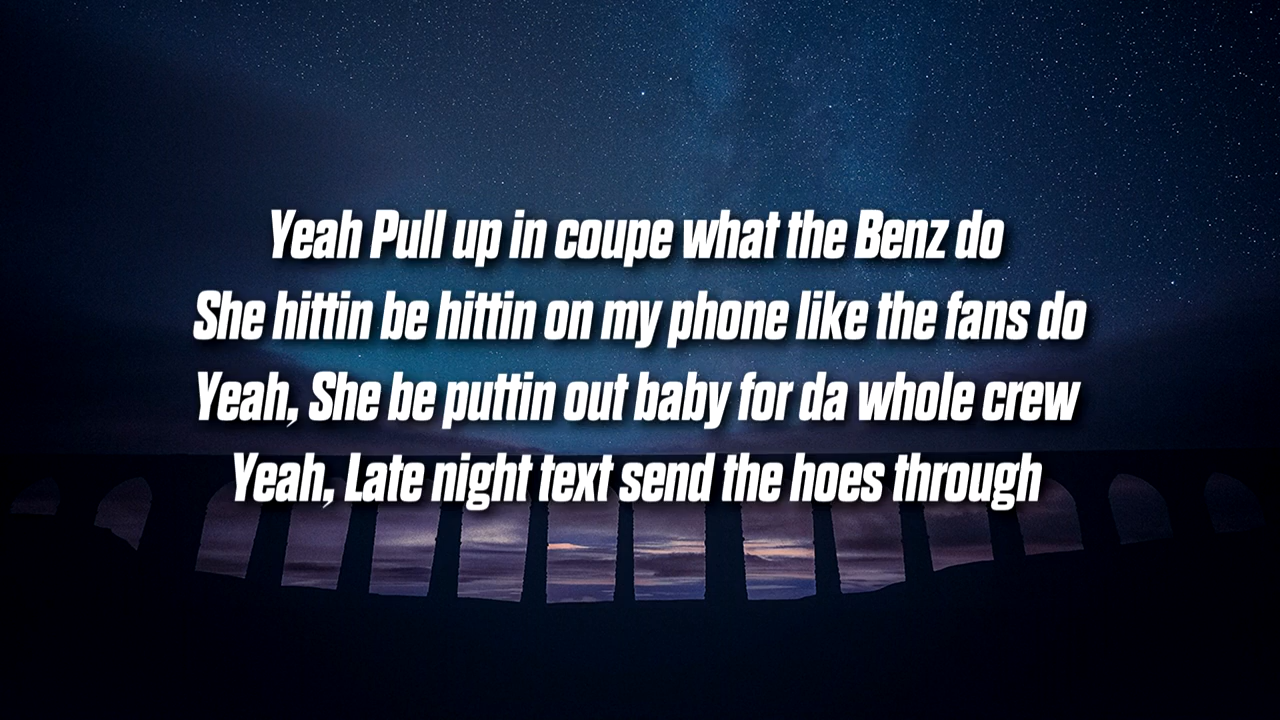 Yeah Pull up in coupe what the Benz do
She hittin be hittin on my phone like the fans do
Yeah, She be puttin out baby for da whole crew
Yeah, Late night text send the hoes through